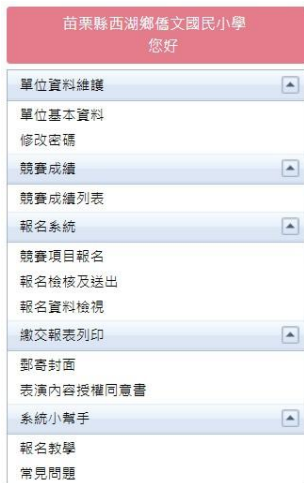 苗栗縣西湖鄉僑文國民小學
您好
單位資料維護
單位基本資料
修改密碼
競賽成績
競賽成績列表
報名系統
競賽項目報名
報名檢核及送出
報名資料檢視
繳交報表列印
郵寄封面
表演內容授權同意書
系統小幫手
報名教學
常見問題